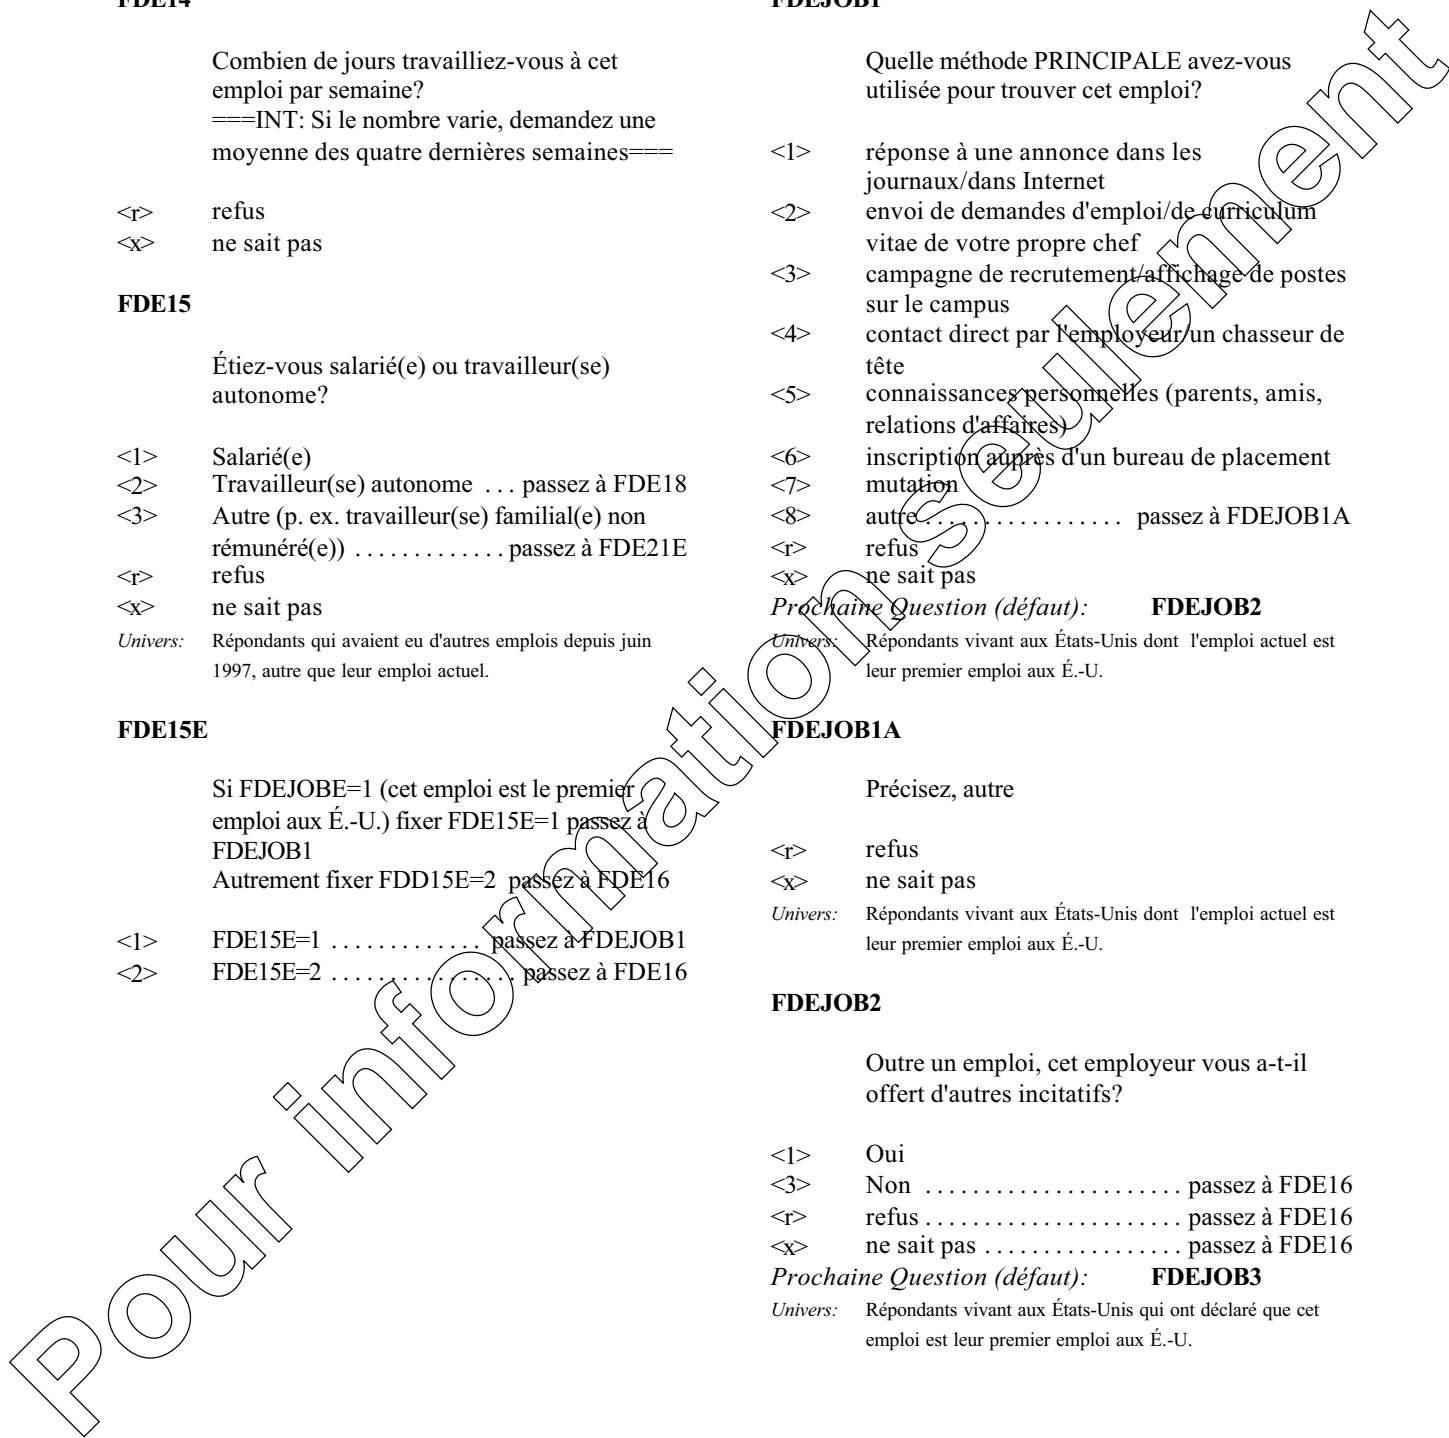 FDE14
Combien de jours travailliez-vous à cet
emploi par semaine?
===INT: Si le nombre varie, demandez une
moyenne des quatre dernières semaines===
<r> refus
<x> ne sait pas
FDE15
Étiez-vous salarié(e) ou travailleur(se)
autonome?
<1> Salarié(e)
<2> Travailleur(se) autonome . . . passez à FDE18
<3> Autre (p. ex. travailleur(se) familial(e) non
rémunéré(e)) . . . . . . . . . . . . . passez à FDE21E
<r> refus
<x> ne sait pas
Univers: Répondants qui avaient eu d'autres emplois depuis juin
1997, autre que leur emploi actuel.
FDE15E
Si FDEJOBE=1 (cet emploi est le premier
emploi aux É.-U.) fixer FDE15E=1 passez à
FDEJOB1
Autrement fixer FDD15E=2 passez à FDE16
<1> FDE15E=1 . . . . . . . . . . . . . passez à FDEJOB1
<2> FDE15E=2 . . . . . . . . . . . . . . . . passez à FDE16
FDEJOB1
Quelle méthode PRINCIPALE avez-vous
utilisée pour trouver cet emploi?
<1> réponse à une annonce dans les
journaux/dans Internet
<2> envoi de demandes d'emploi/de curriculum
vitae de votre propre chef
<3> campagne de recrutement/affichage de postes
sur le campus
<4> contact direct par l'employeur/un chasseur de
tête
<5> connaissances personnelles (parents, amis,
relations d'affaires)
<6> inscription auprès d'un bureau de placement
<7> mutation
<8> autre . . . . . . . . . . . . . . . . . passez à FDEJOB1A
<r> refus
<x> ne sait pas
Prochaine Question (défaut): FDEJOB2
Univers: Répondants vivant aux États-Unis dont l'emploi actuel est
leur premier emploi aux É.-U.
FDEJOB1A
Précisez, autre
<r> refus
<x> ne sait pas
Univers: Répondants vivant aux États-Unis dont l'emploi actuel est
leur premier emploi aux É.-U.
FDEJOB2
Outre un emploi, cet employeur vous a-t-il
offert d'autres incitatifs?
<1> Oui
<3> Non . . . . . . . . . . . . . . . . . . . . . . passez à FDE16
<r> refus . . . . . . . . . . . . . . . . . . . . . . passez à FDE16
<x> ne sait pas . . . . . . . . . . . . . . . . . passez à FDE16
Prochaine Question (défaut): FDEJOB3
Univers: Répondants vivant aux États-Unis qui ont déclaré que cet
emploi est leur premier emploi aux É.-U.
Pour information seulement